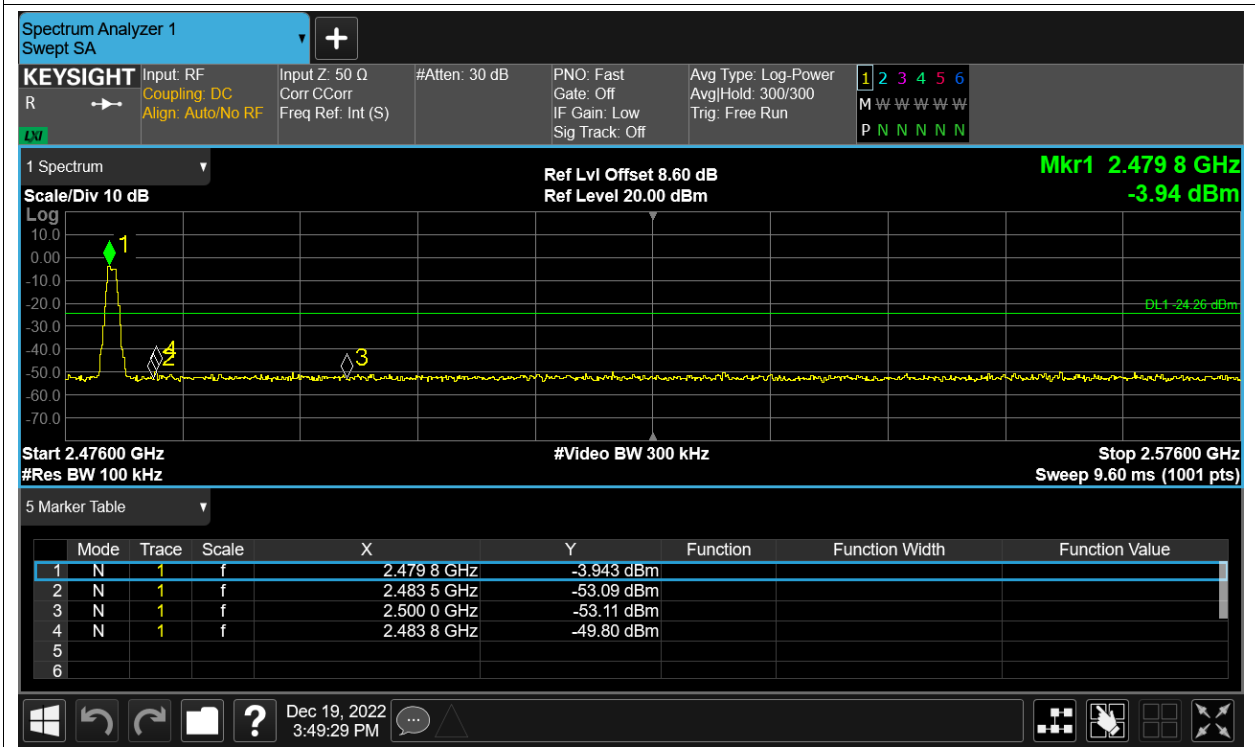 Spectrum Analyzer 1
Swept SA
+
KEYSIGHT Input: RF Input Z: 50 Ω #Atten: 30 dB PNO: Fast Avg Type: Log-Power 1 2 3 4 5 6
R Coupling: DC Corr CCorr Gate: Off Avg|Hold: 300/300 M W W W W W
Align: Auto/No RF Freq Ref: Int (S) IF Gain: Low Trig: Free Run
LXI Sig Track: Off P N N N N N
1 Spectrum Ref Lvl Offset 8.60 dB Mkr1 2.479 8 GHz
Scale/Div 10 dB Ref Level 20.00 dBm -3.94 dBm
Log
10.0
1
0.00
-10.0
-20.0
DL1 -24.26 dBm
-30.0
-40.0
4
2
3
-50.0
-60.0
-70.0
Start 2.47600 GHz #Video BW 300 kHz Stop 2.57600 GHz
#Res BW 100 kHz Sweep 9.60 ms (1001 pts)
5 Marker Table
Mode Trace Scale X Y Function Function Width Function Value
1 N 1 f 2.479 8 GHz -3.943 dBm
2 N 1 f 2.483 5 GHz -53.09 dBm
3 N 1 f 2.500 0 GHz -53.11 dBm
4 N 1 f 2.483 8 GHz -49.80 dBm
5
6
? Dec 19, 2022
3:49:29 PM